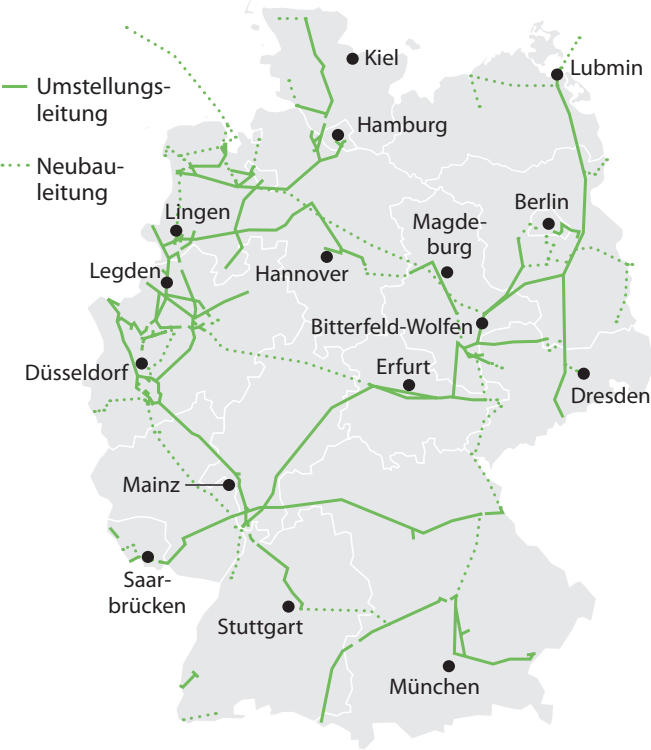 Kiel
Lubmin
Umstellungs-
leitung
Hamburg
Neubau-
leitung
Berlin
Lingen
Magde-
burg
Legden
Hannover
Bitterfeld-Wolfen
Erfurt
Düsseldorf
Dresden
Mainz
Saar-
brücken
Stuttgart
München